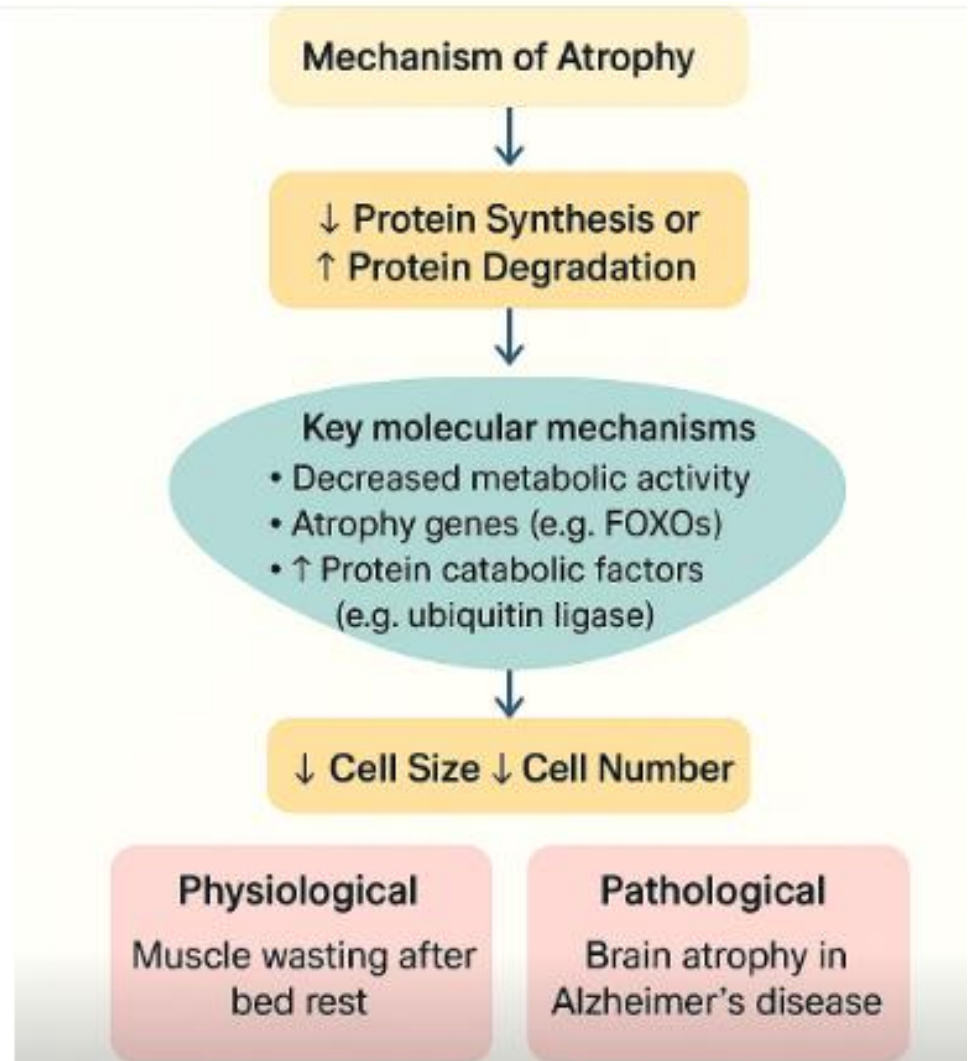 Mechanism of Atrophy
↓ Protein Synthesis or
↑ Protein Degradation
Key molecular mechanisms
• Decreased metabolic activity
• Atrophy genes (e.g. FOXOs)
• ↑ Protein catabolic factors
(e.g. ubiquitin ligase)
↓ Cell Size ↓ Cell Number
Physiological
Muscle wasting after
bed rest
Pathological
Brain atrophy in
Alzheimer's disease